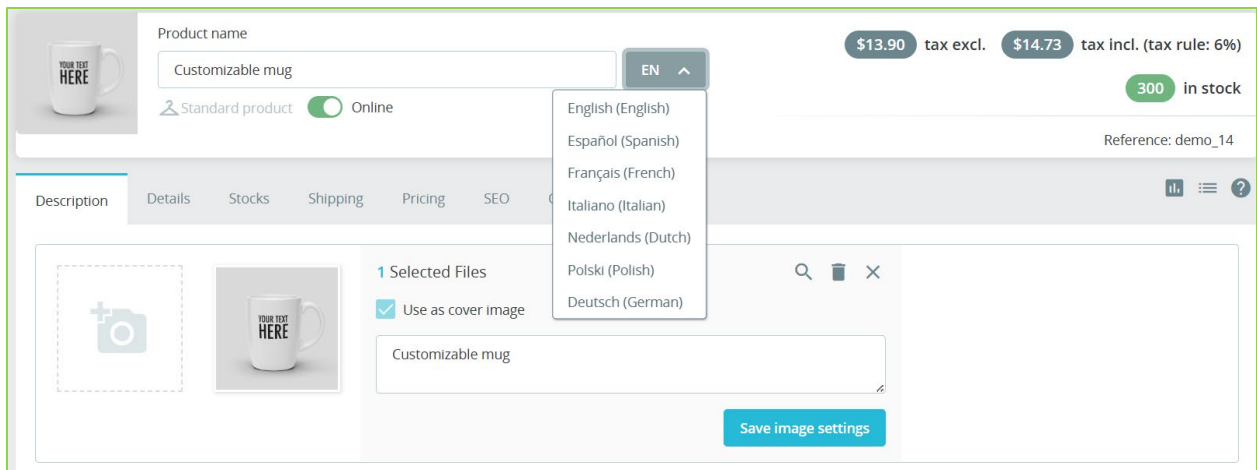 Product name
Customizable mug
EN
Standard product
Online
English (English)
Español (Spanish)
Français (French)
Italiano (Italian)
Nederlands (Dutch)
Polski (Polish)
Deutsch (German)
$13.90 tax excl. $14.73 tax incl. (tax rule: 6%)
300 in stock
Reference: demo_14
YOUR TEXT
HERE
Description Details Stocks Shipping Pricing SEO
YOUR TEXT
HERE
1 Selected Files
Use as cover image
Customizable mug
Save image settings